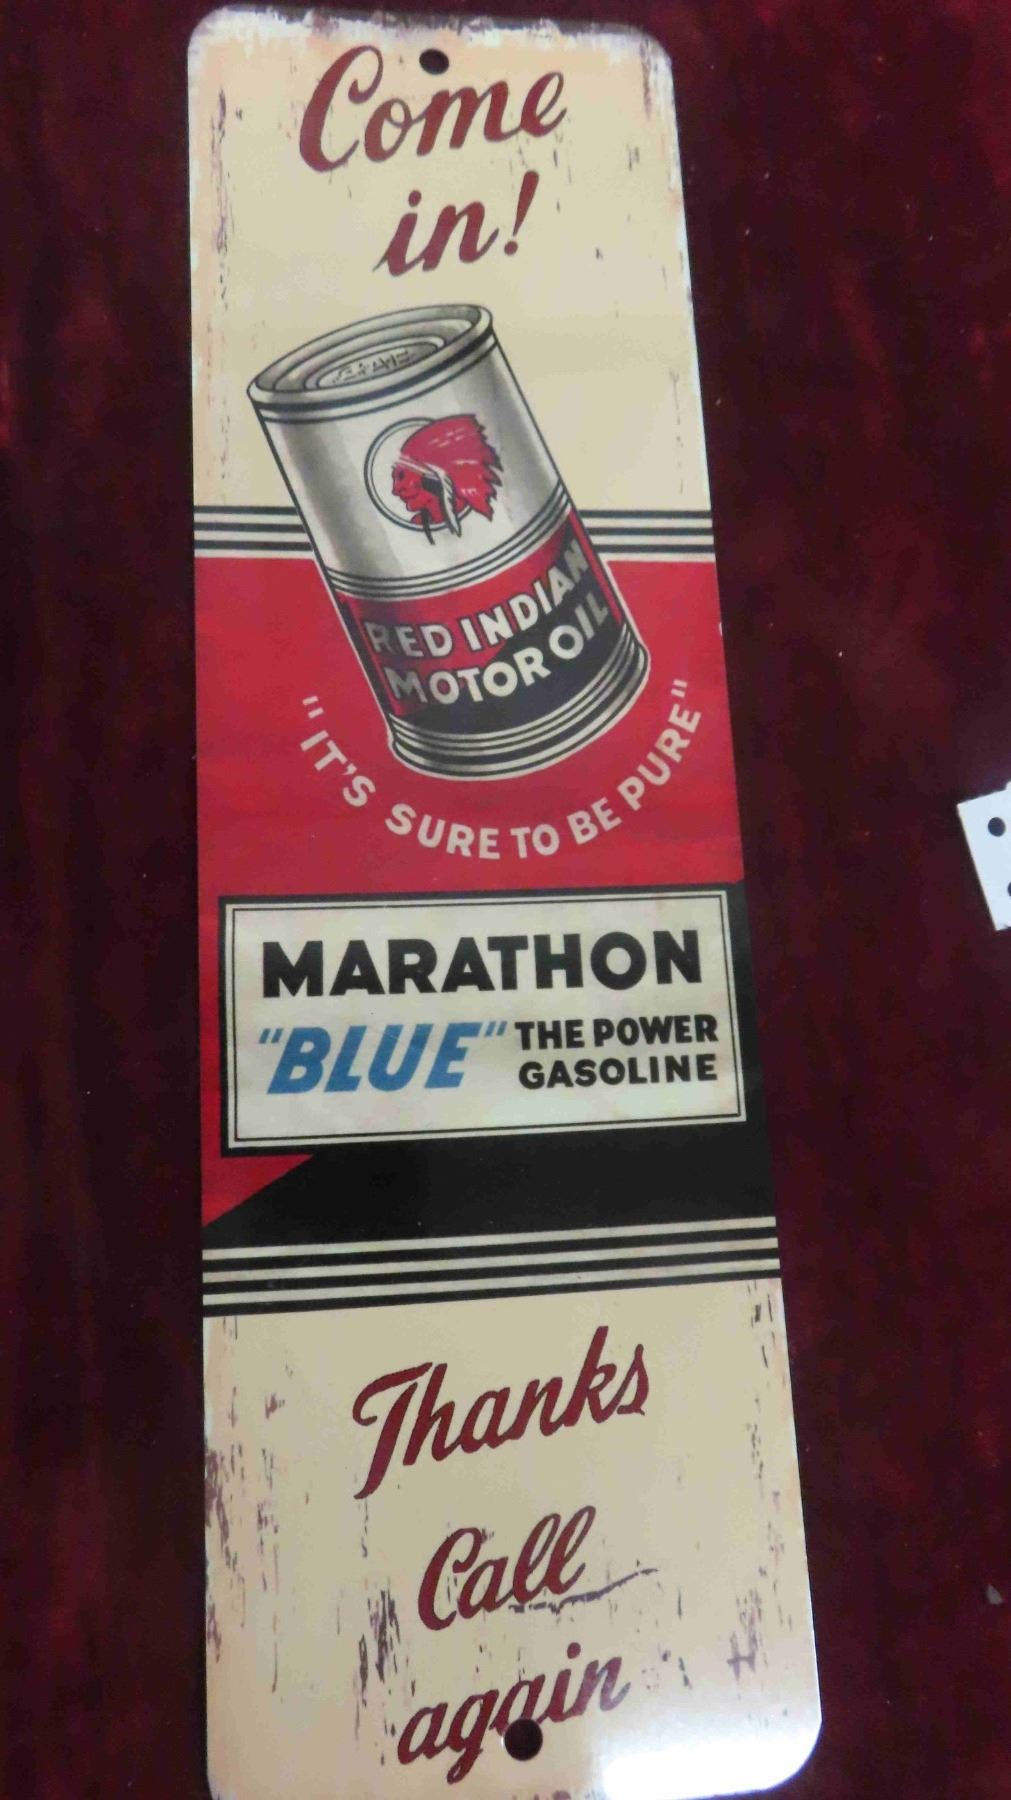 Come
in!
RED INDIAN
MOTOR OIL
"IT'S SURE TO BE PURE"
MARATHON
"BLUE" THE POWER
GASOLINE
Thanks
Call
again